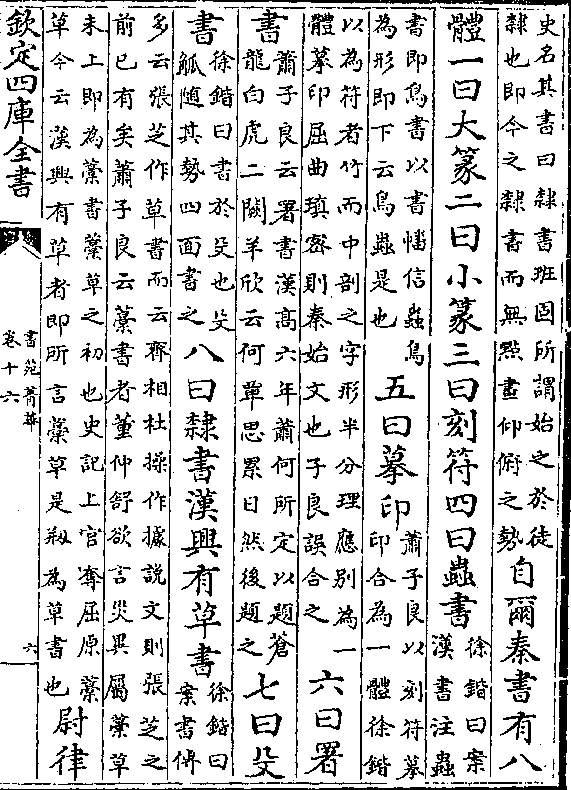 史名其書曰隸書班固所謂始之於徒
隸也即今之隸書而無㸃畫仰俯之勢
自爾秦書有八
體一曰大篆二曰小篆三曰刻符四曰蟲書
徐鍇曰案
漢書注蟲
書即鳥書以書幡信蟲鳥
為形即下云鳥蟲是也
五曰摹印
蕭子良以刻符摹
印合為一體徐鍇
以為符者竹而中剖之字形半分理應別為一
體摹印屈曲瑱宻則秦始文也子良誤合之
六曰署
書
蕭子良云署書漢髙六年蕭何所定以題蒼
龍白虎二闕羊欣云何覃思累日然後題之
七曰殳
書
徐鍇曰書於殳也殳
觚隨其勢四面書之
八曰隸書漢興有草書
徐鍇曰
案書傳
多云張芝作草書而云齊相杜操作據説文則張芝之
前已有矣蕭子良云藁書者董仲舒欲言災異屬藁草
未上即為藁書藁草之初也史記上官奪屈原藁
草今云漢興有草者即所言藁草是剏為草書也
尉律
欽定四庫全書
書苑菁華
卷十六
六